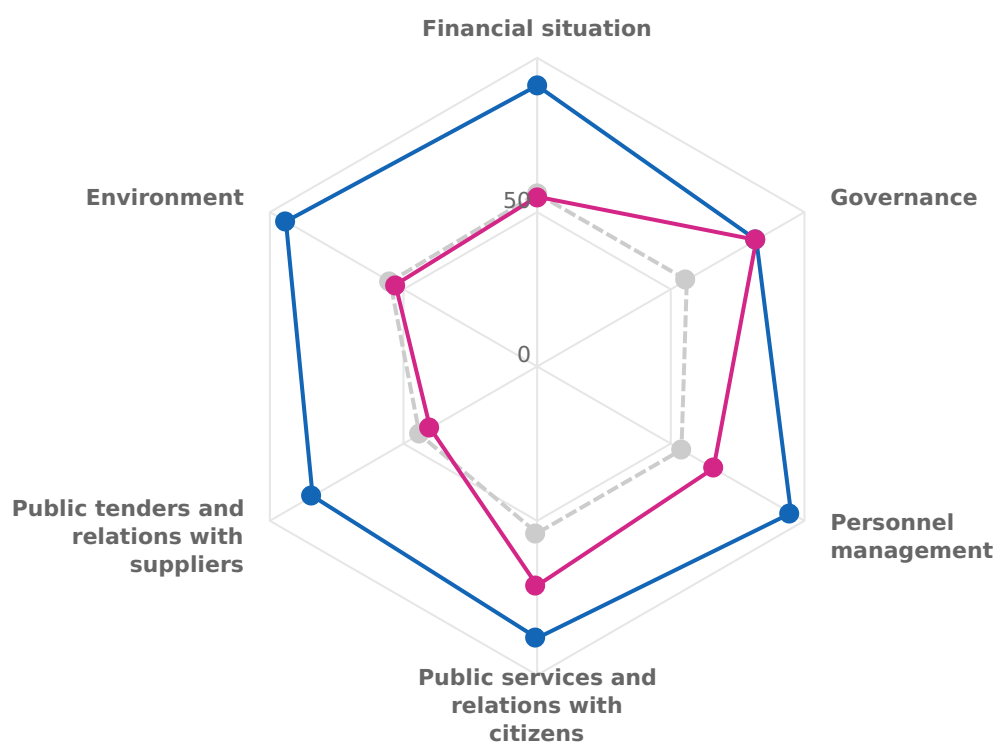 Financial situation
Environment
50
Governance
0
Public tenders and
relations with
suppliers
Personnel
management
Public services and
relations with
citizens